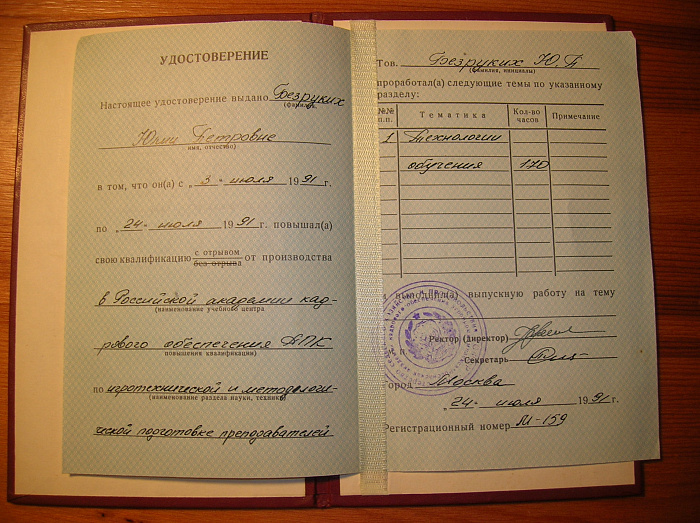 УДОСТОВЕРЕНИЕ
Настоящее удостоверение выдано Безруких
(фамилия,
Юлии Петровне
имя, отчество)
в том, что он(а) с „ 3 " июля 1991 г.
по „ 24 " июля 1991 г. повышал(а)
свою квалификацию с отрывом без отрыва от производства
в Российской академии кад-
(наименование учебного центра
рового обеспечения АПК
повышения квалификации)
по игротехнической и методологи-
(наименование раздела науки, техники)
ческой подготовке преподавателей
Тов. Безруких Ю.П
(фамилия, инициалы)
проработал(а) следующие темы по указанному
разделу:
№№ п.п. Тематика Кол-во часов Примечание
1 Технологии
обучения 170
выполнил(а) выпускную работу на тему
Ректор (директор)
Секретарь
Город Москва
„ 24 " июля 1991 г.
Регистрационный номер М-159